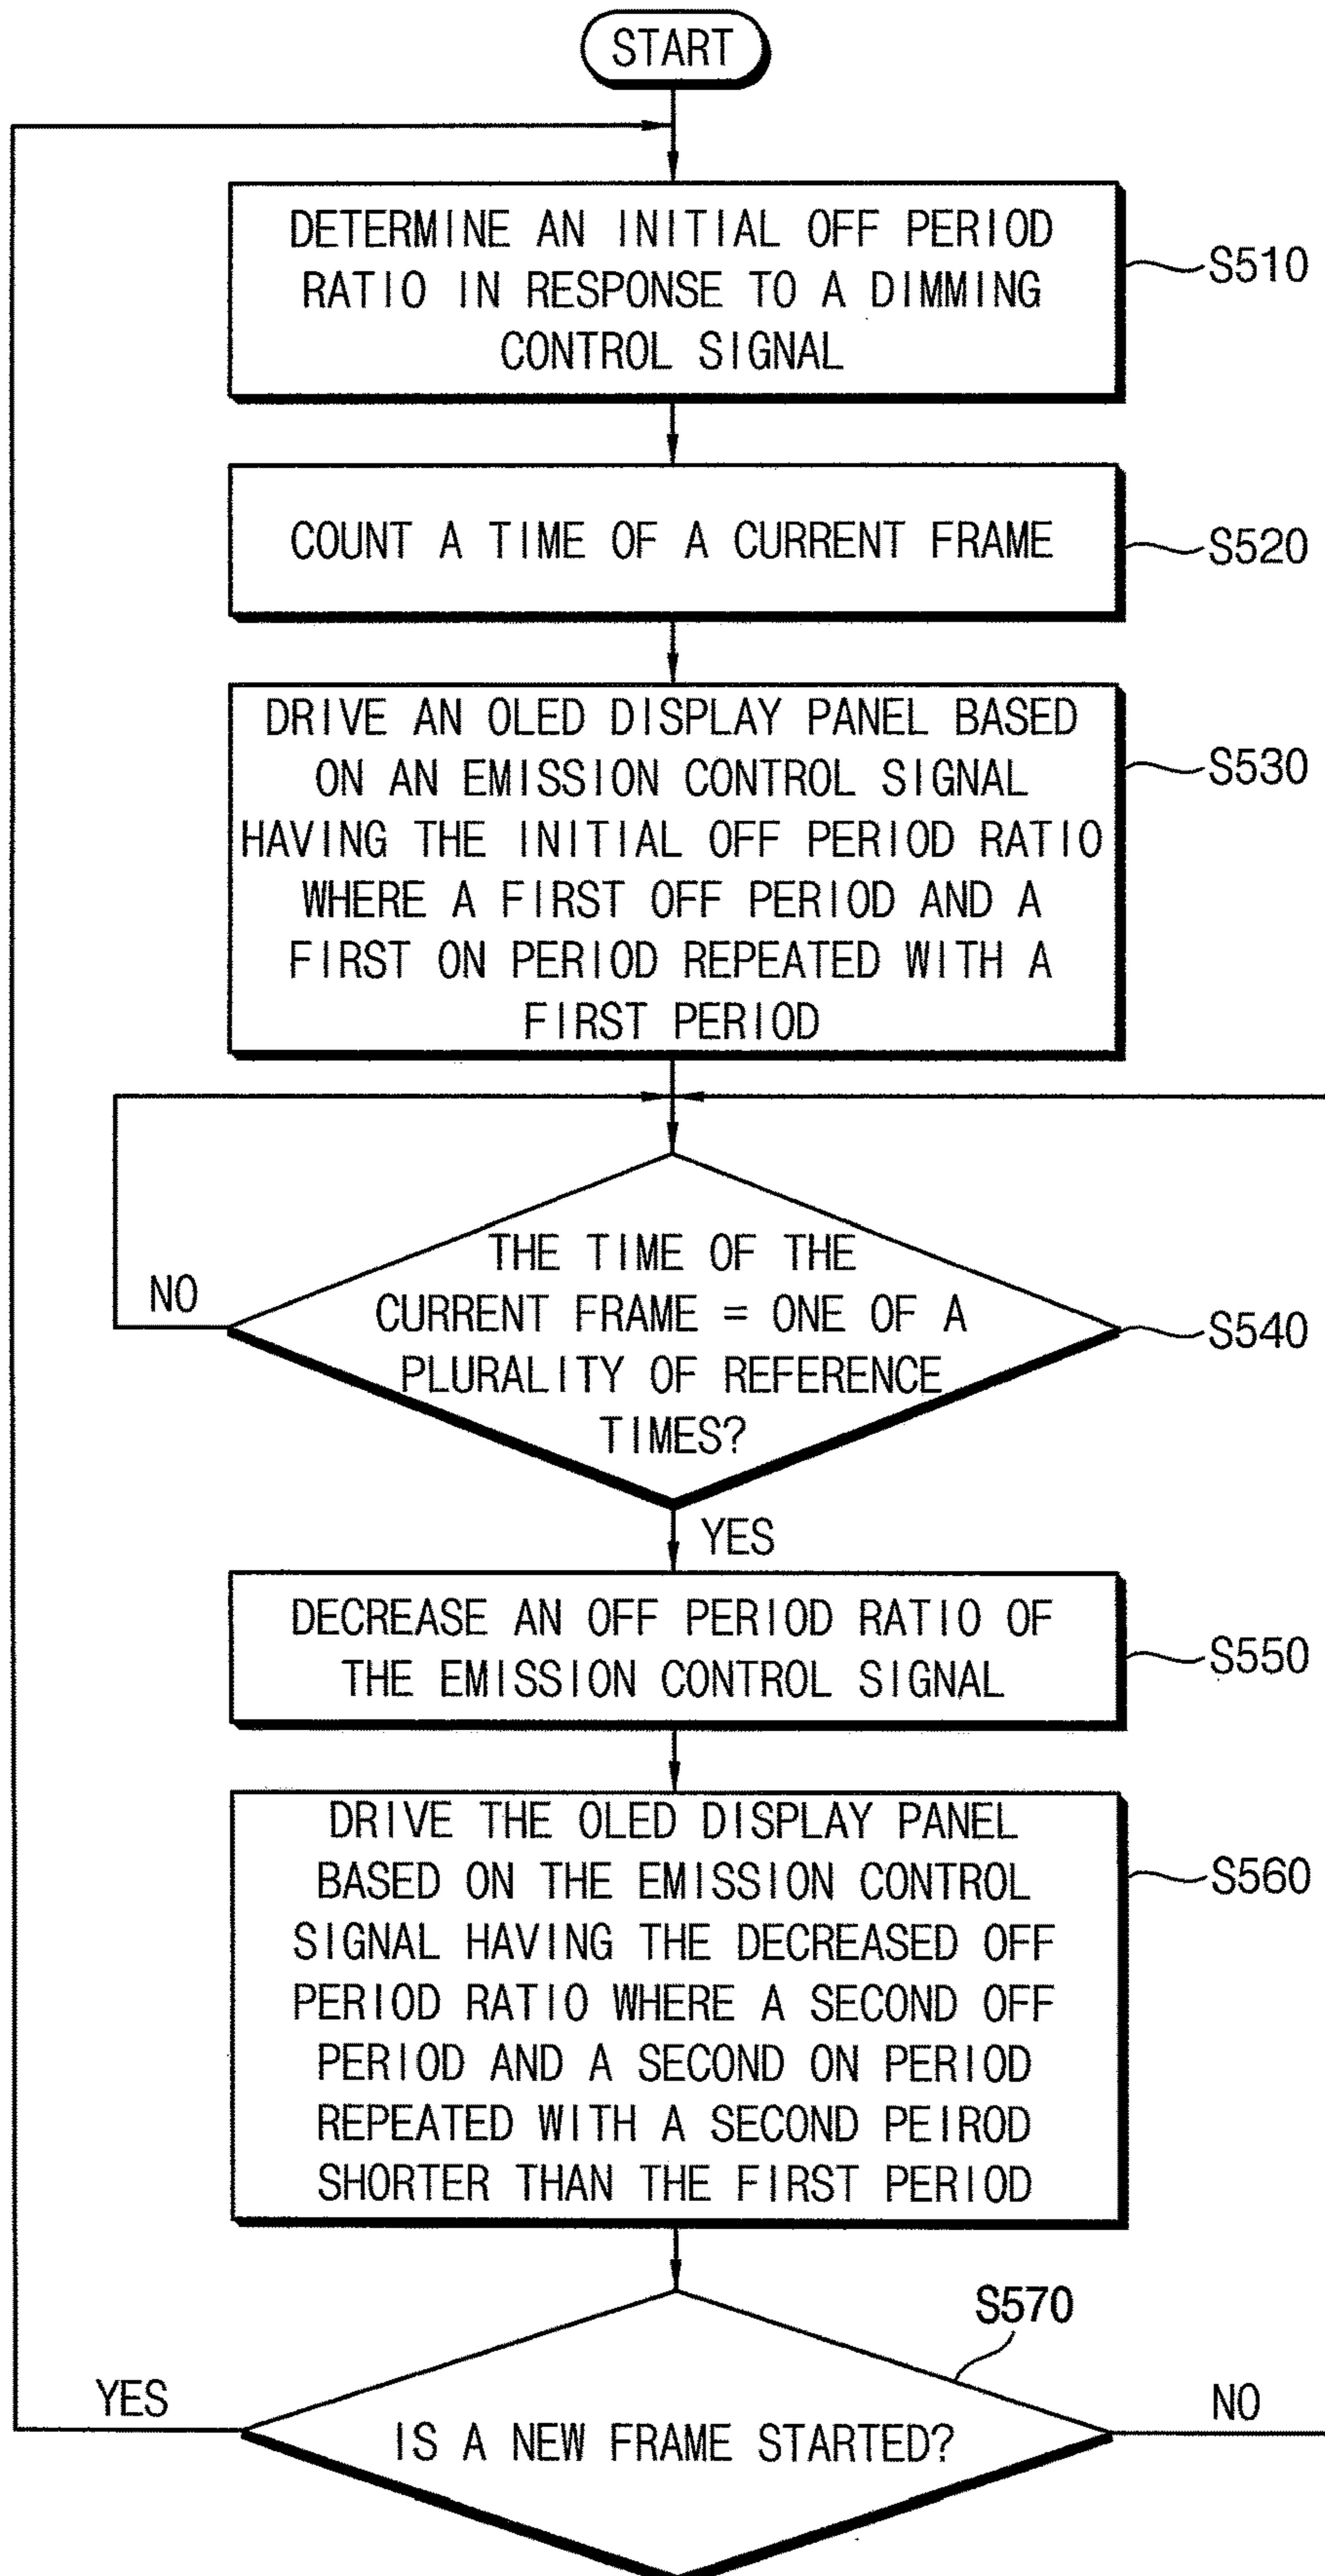 START
DETERMINE AN INITIAL OFF PERIOD
RATIO IN RESPONSE TO A DIMMING
CONTROL SIGNAL
S510
COUNT A TIME OF A CURRENT FRAME
S520
DRIVE AN OLED DISPLAY PANEL BASED
ON AN EMISSION CONTROL SIGNAL
HAVING THE INITIAL OFF PERIOD RATIO
WHERE A FIRST OFF PERIOD AND A
FIRST ON PERIOD REPEATED WITH A
FIRST PERIOD
S530
THE TIME OF THE
CURRENT FRAME = ONE OF A
PLURALITY OF REFERENCE
TIMES?
S540
NO
YES
DECREASE AN OFF PERIOD RATIO OF
THE EMISSION CONTROL SIGNAL
S550
DRIVE THE OLED DISPLAY PANEL
BASED ON THE EMISSION CONTROL
SIGNAL HAVING THE DECREASED OFF
PERIOD RATIO WHERE A SECOND OFF
PERIOD AND A SECOND ON PERIOD
REPEATED WITH A SECOND PEIROD
SHORTER THAN THE FIRST PERIOD
S560
S570
YES
IS A NEW FRAME STARTED?
NO